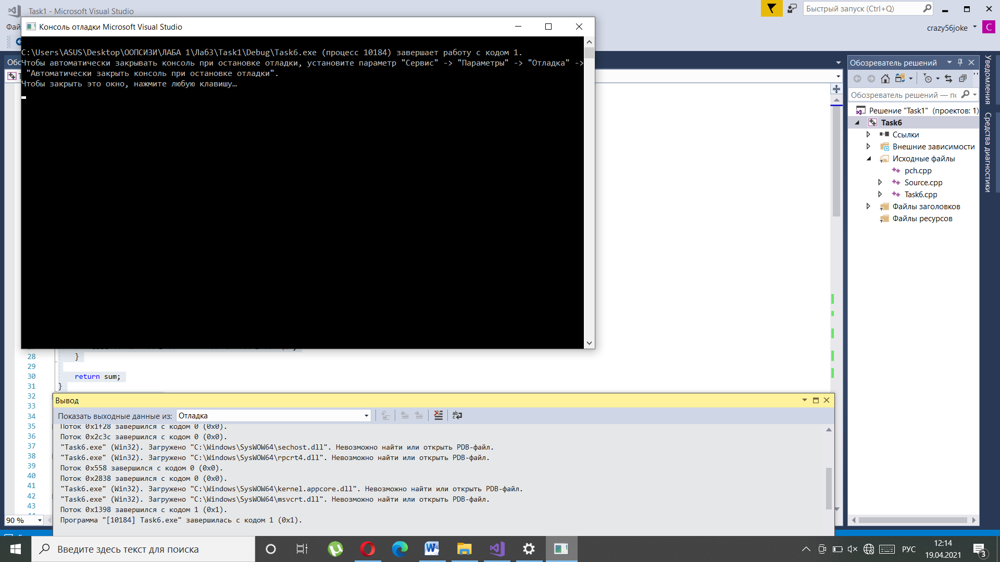 Task1 - Microsoft Visual Studio
Быстрый запуск (Ctrl+Q)
Фай
crazy56joke
C
Консоль отладки Microsoft Visual Studio
C:\Users\ASUS\Desktop\ООПСИЗИ\ЛАБА 1\Лаб3\Task1\Debug\Task6.exe (процесс 10184) завершает работу с кодом 1.
Чтобы автоматически закрывать консоль при остановке отладки, установите параметр "Сервис" -> "Параметры" -> "Отладка" ->
"Автоматически закрыть консоль при остановке отладки".
Чтобы закрыть это окно, нажмите любую клавишу…
Обо
Обозреватель решений
Обозреватель решений — по
Решение "Task1" (проектов: 1)
Task6
Ссылки
Внешние зависимости
Исходные файлы
pch.cpp
Source.cpp
Task6.cpp
Файлы заголовков
Файлы ресурсов
Уведомления
Средства диагностики
28 }
29
30 return sum;
31 }
32
33
34
35
36
37
38
39
40
41
42
43
90 %
Вывод
Показать выходные данные из: Отладка
Поток 0x1f28 завершился с кодом 0 (0x0).
Поток 0x2c3c завершился с кодом 0 (0x0).
"Task6.exe" (Win32). Загружено "C:\Windows\SysWOW64\sechost.dll". Невозможно найти или открыть PDB-файл.
"Task6.exe" (Win32). Загружено "C:\Windows\SysWOW64\rpcrt4.dll". Невозможно найти или открыть PDB-файл.
Поток 0x558 завершился с кодом 0 (0x0).
Поток 0x2838 завершился с кодом 0 (0x0).
"Task6.exe" (Win32). Загружено "C:\Windows\SysWOW64\kernel.appcore.dll". Невозможно найти или открыть PDB-файл.
"Task6.exe" (Win32). Загружено "C:\Windows\SysWOW64\msvcrt.dll". Невозможно найти или открыть PDB-файл.
Поток 0x1398 завершился с кодом 1 (0x1).
Программа "[10184] Task6.exe" завершилась с кодом 1 (0x1).
Введите здесь текст для поиска
РУС
12:14
19.04.2021
3